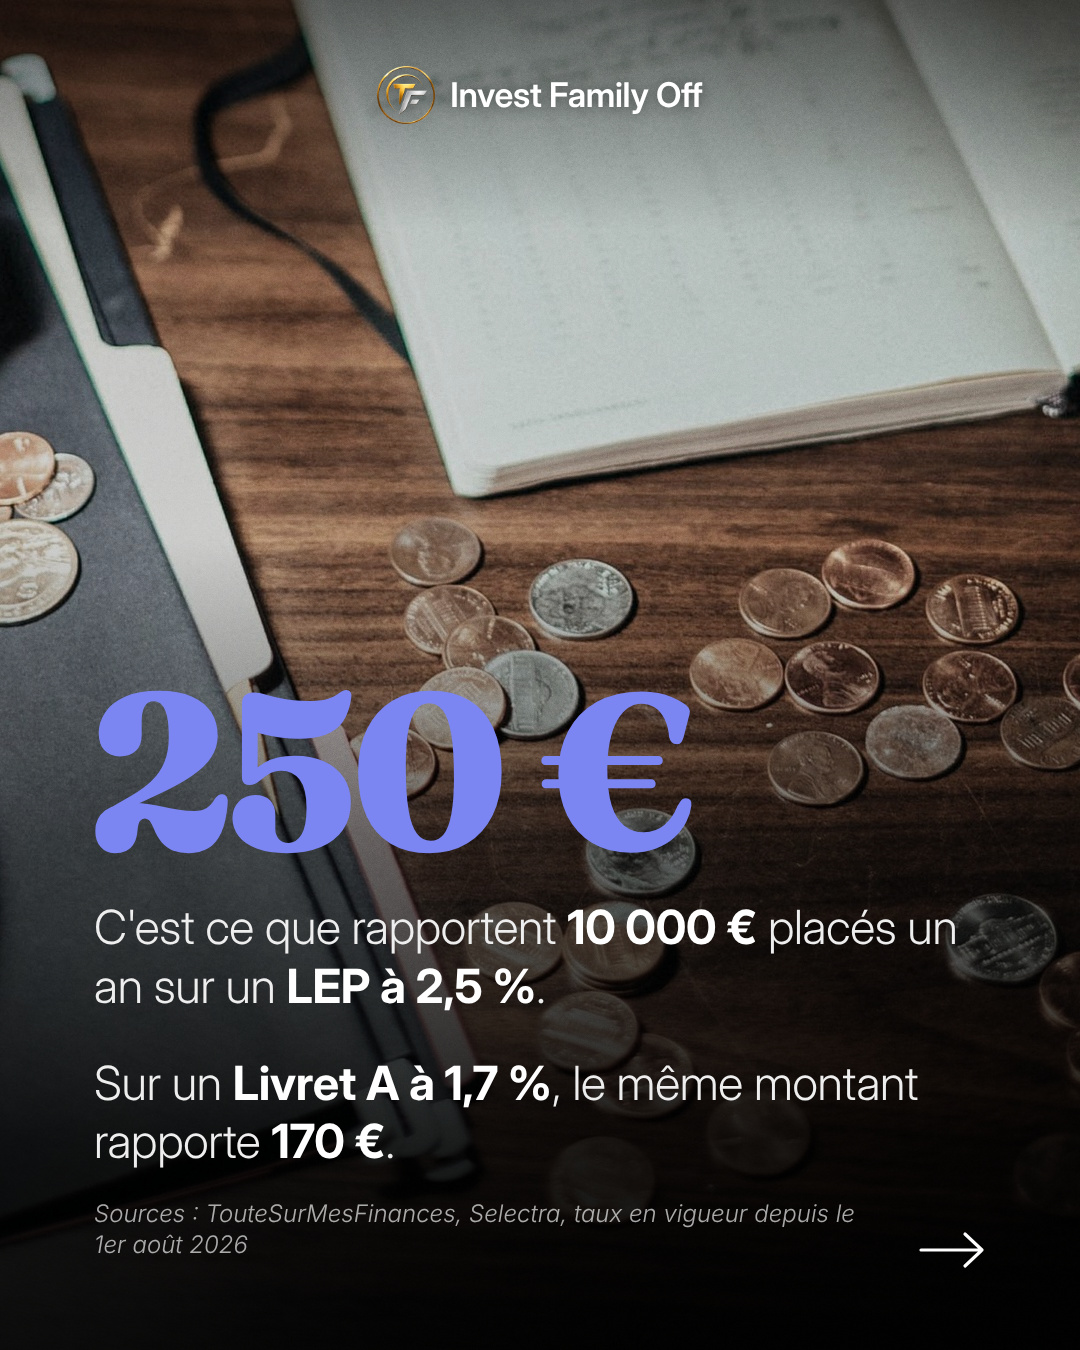 Invest Family Off
250 €
C'est ce que rapportent 10 000 € placés un
an sur un LEP à 2,5 %.
Sur un Livret A à 1,7 %, le même montant
rapporte 170 €.
Sources : TouteSurMesFinances, Selectra, taux en vigueur depuis le
1er août 2026